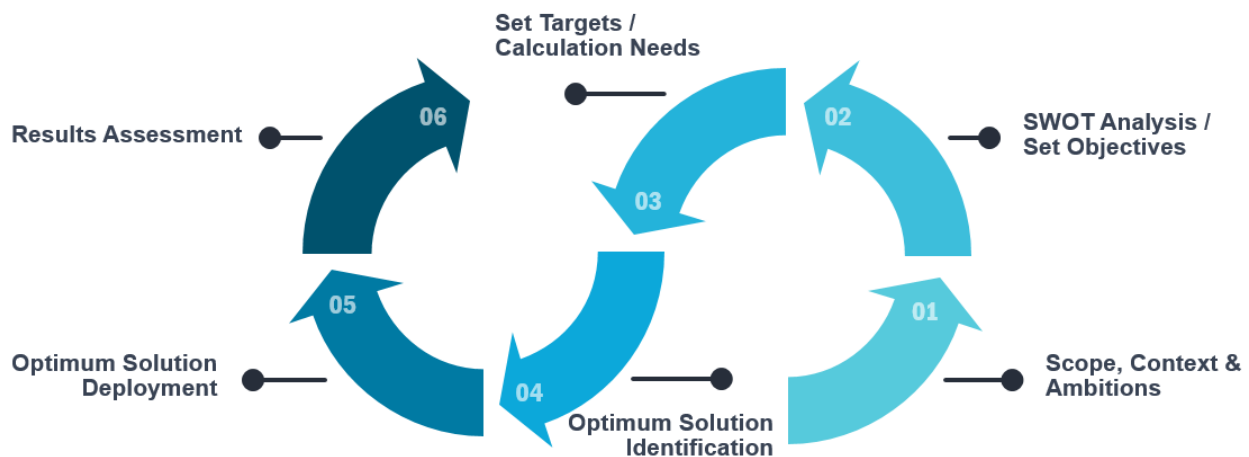 Set Targets /
Calculation Needs
06
02
Results Assessment
SWOT Analysis /
Set Objectives
03
05
01
Optimum Solution
Deployment
04
Scope, Context &
Ambitions
Optimum Solution
Identification